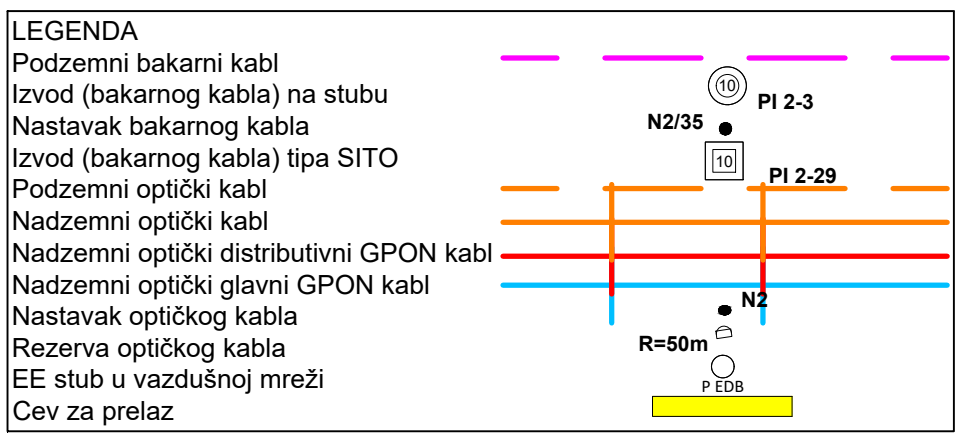 LEGENDA
Podzemni bakarni kabl
Izvod (bakarnog kabla) na stubu
10
PI 2-3
Nastavak bakarnog kabla
N2/35
Izvod (bakarnog kabla) tipa SITO
10
PI 2-29
Podzemni optički kabl
Nadzemni optički kabl
Nadzemni optički distributivni GPON kabl
Nadzemni optički glavni GPON kabl
N2
Nastavak optičkog kabla
Rezerva optičkog kabla
R=50m
EE stub u vazdušnoj mreži
P EDB
Cev za prelaz